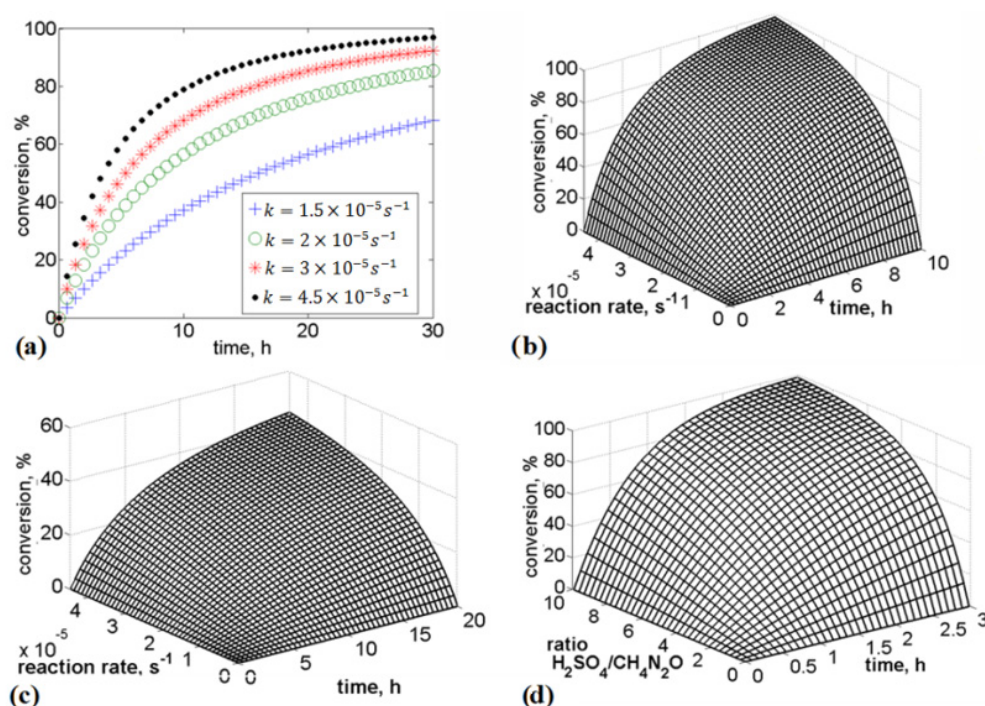 100
80
60
40
20
0
conversion, %
0 10 20 30
time, h
k = 1.5 × 10⁻⁵s⁻¹
k = 2 × 10⁻⁵s⁻¹
k = 3 × 10⁻⁵s⁻¹
k = 4.5 × 10⁻⁵s⁻¹
(a)
100
80
60
40
20
0
conversion, %
4 3 2 1 0
x 10⁻⁵
reaction rate, s⁻¹
0 2 4 6 8 10
time, h
(b)
60
40
20
0
conversion, %
4 3 2 1 0
x 10⁻⁵
reaction rate, s⁻¹
0 5 10 15 20
time, h
(c)
100
80
60
40
20
0
conversion, %
10 8 6 4 2 0
ratio
H₂SO₄/CH₄N₂O
0 0.5 1 1.5 2 2.5 3
time, h
(d)